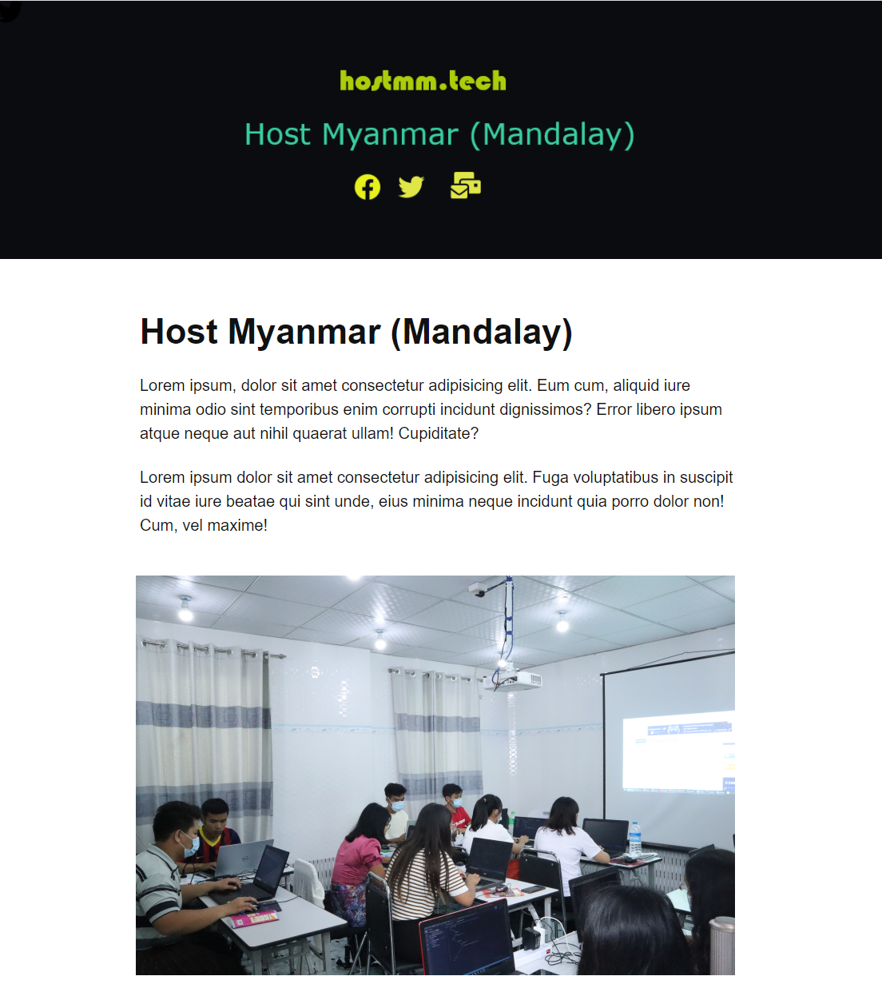 hostmm.tech
Host Myanmar (Mandalay)
Host Myanmar (Mandalay)
Lorem ipsum, dolor sit amet consectetur adipisicing elit. Eum cum, aliquid iure
minima odio sint temporibus enim corrupti incidunt dignissimos? Error libero ipsum
atque neque aut nihil quaerat ullam! Cupiditate?
Lorem ipsum dolor sit amet consectetur adipisicing elit. Fuga voluptatibus in suscipit
id vitae iure beatae qui sint unde, eius minima neque incidunt quia porro dolor non!
Cum, vel maxime!